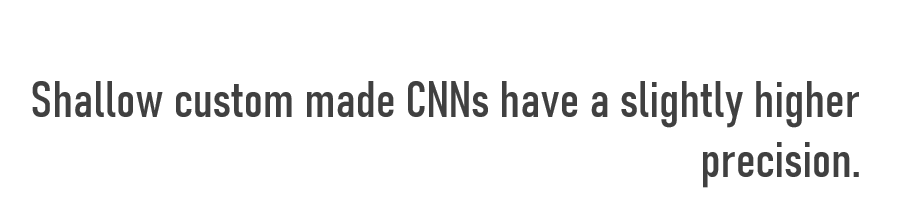 Shallow custom made CNNs have a slightly higher
precision.